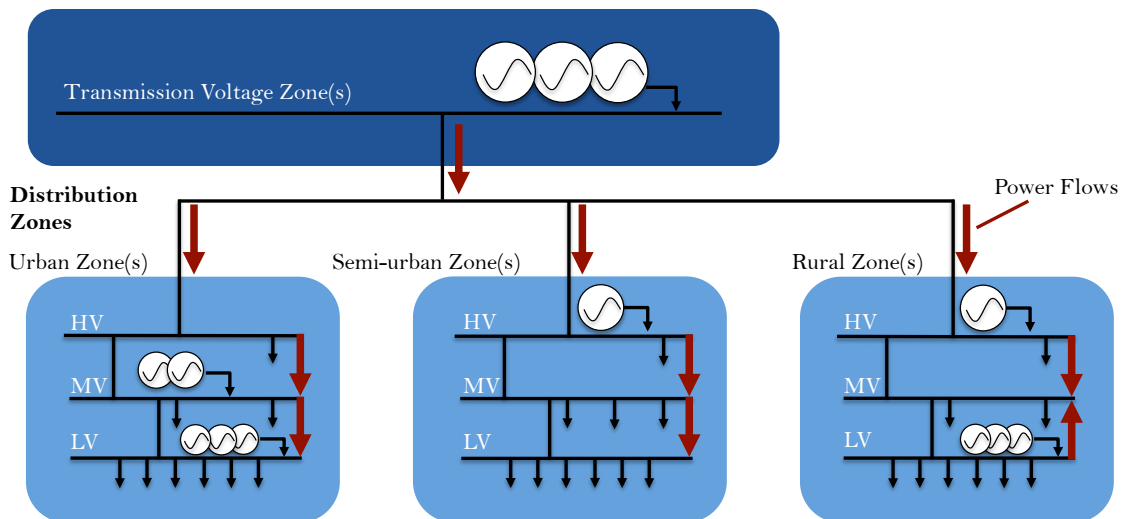 Transmission Voltage Zone(s)
Distribution
Zones
Power Flows
Urban Zone(s)
Semi-urban Zone(s)
Rural Zone(s)
HV
MV
LV
HV
MV
LV
HV
MV
LV